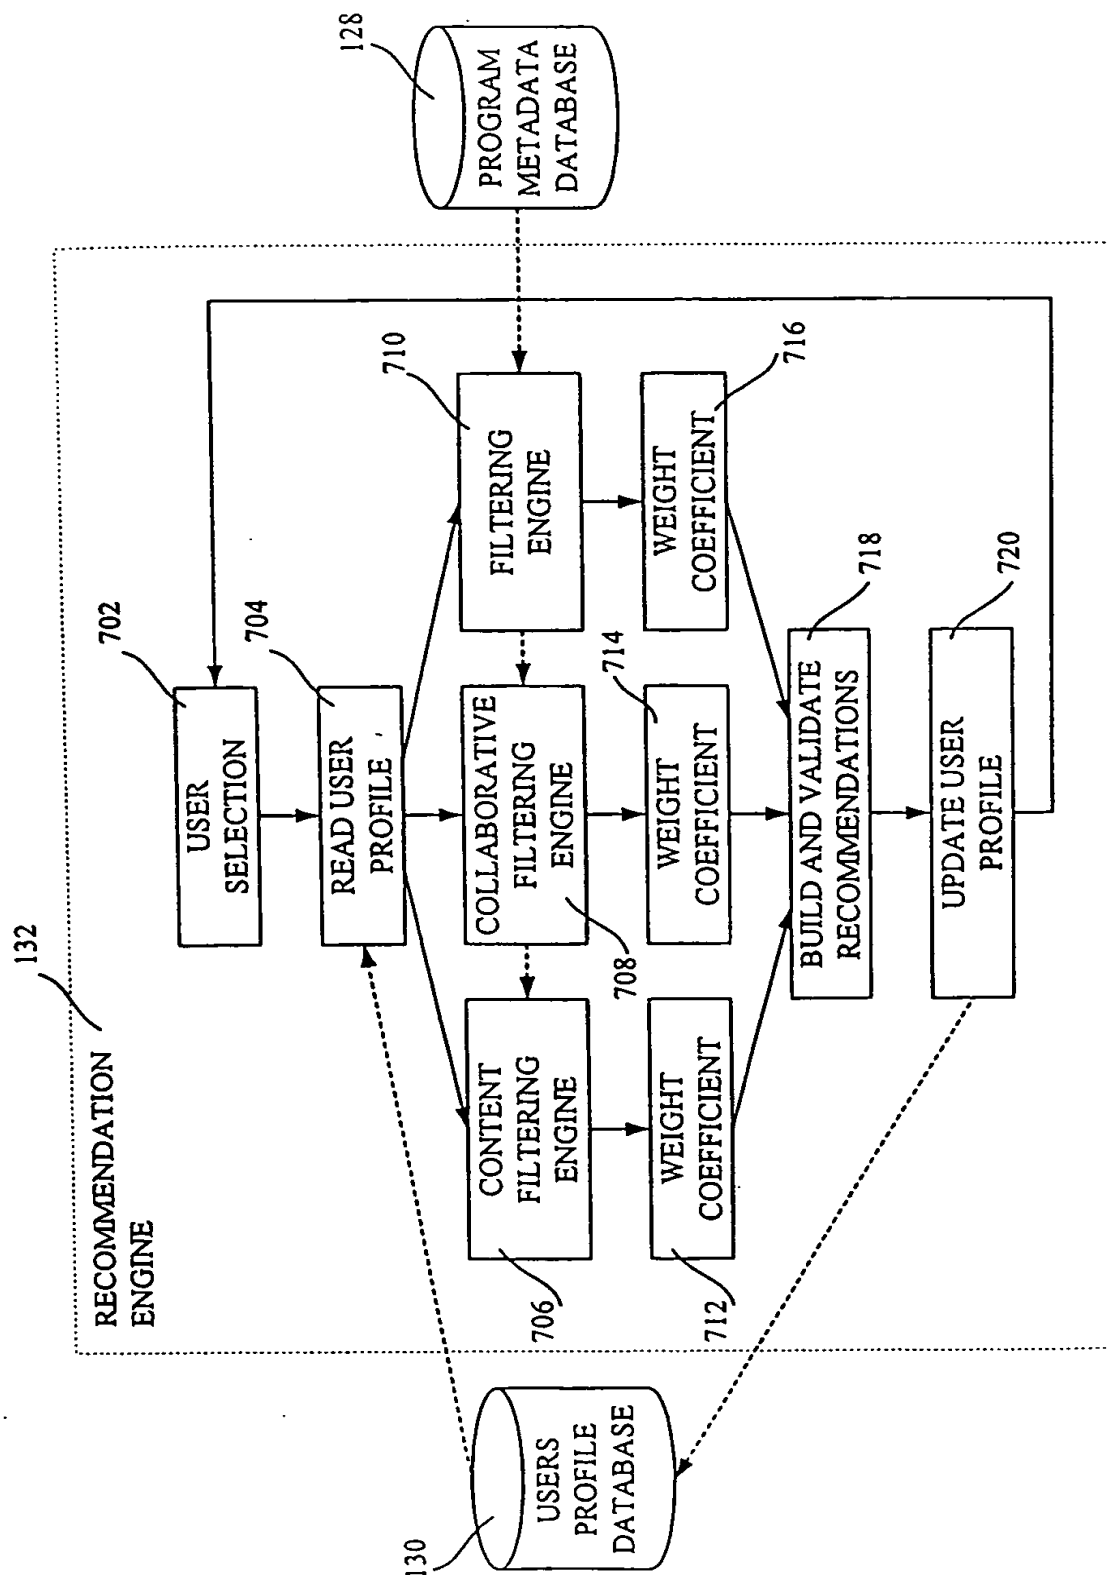 RECOMMENDATION
ENGINE
132
702
USER
SELECTION
704
READ USER
PROFILE
130
USERS
PROFILE
DATABASE
128
PROGRAM
METADATA
DATABASE
706
CONTENT
FILTERING
ENGINE
708
COLLABORATIVE
FILTERING
ENGINE
710
FILTERING
ENGINE
712
WEIGHT
COEFFICIENT
714
WEIGHT
COEFFICIENT
716
WEIGHT
COEFFICIENT
718
BUILD AND VALIDATE
RECOMMENDATIONS
720
UPDATE USER
PROFILE